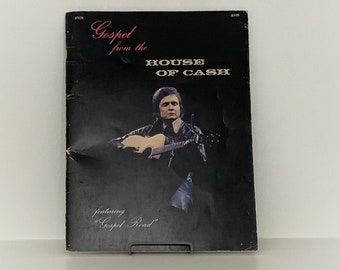 Gospel
from the
HOUSE
OF CASH
featuring
"Gospel Road"